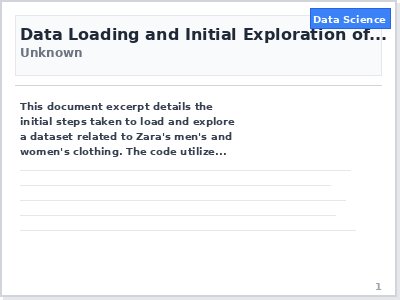 Data Science
Data Loading and Initial Exploration of...
Unknown
This document excerpt details the
initial steps taken to load and explore
a dataset related to Zara's men's and
women's clothing. The code utilize...
1